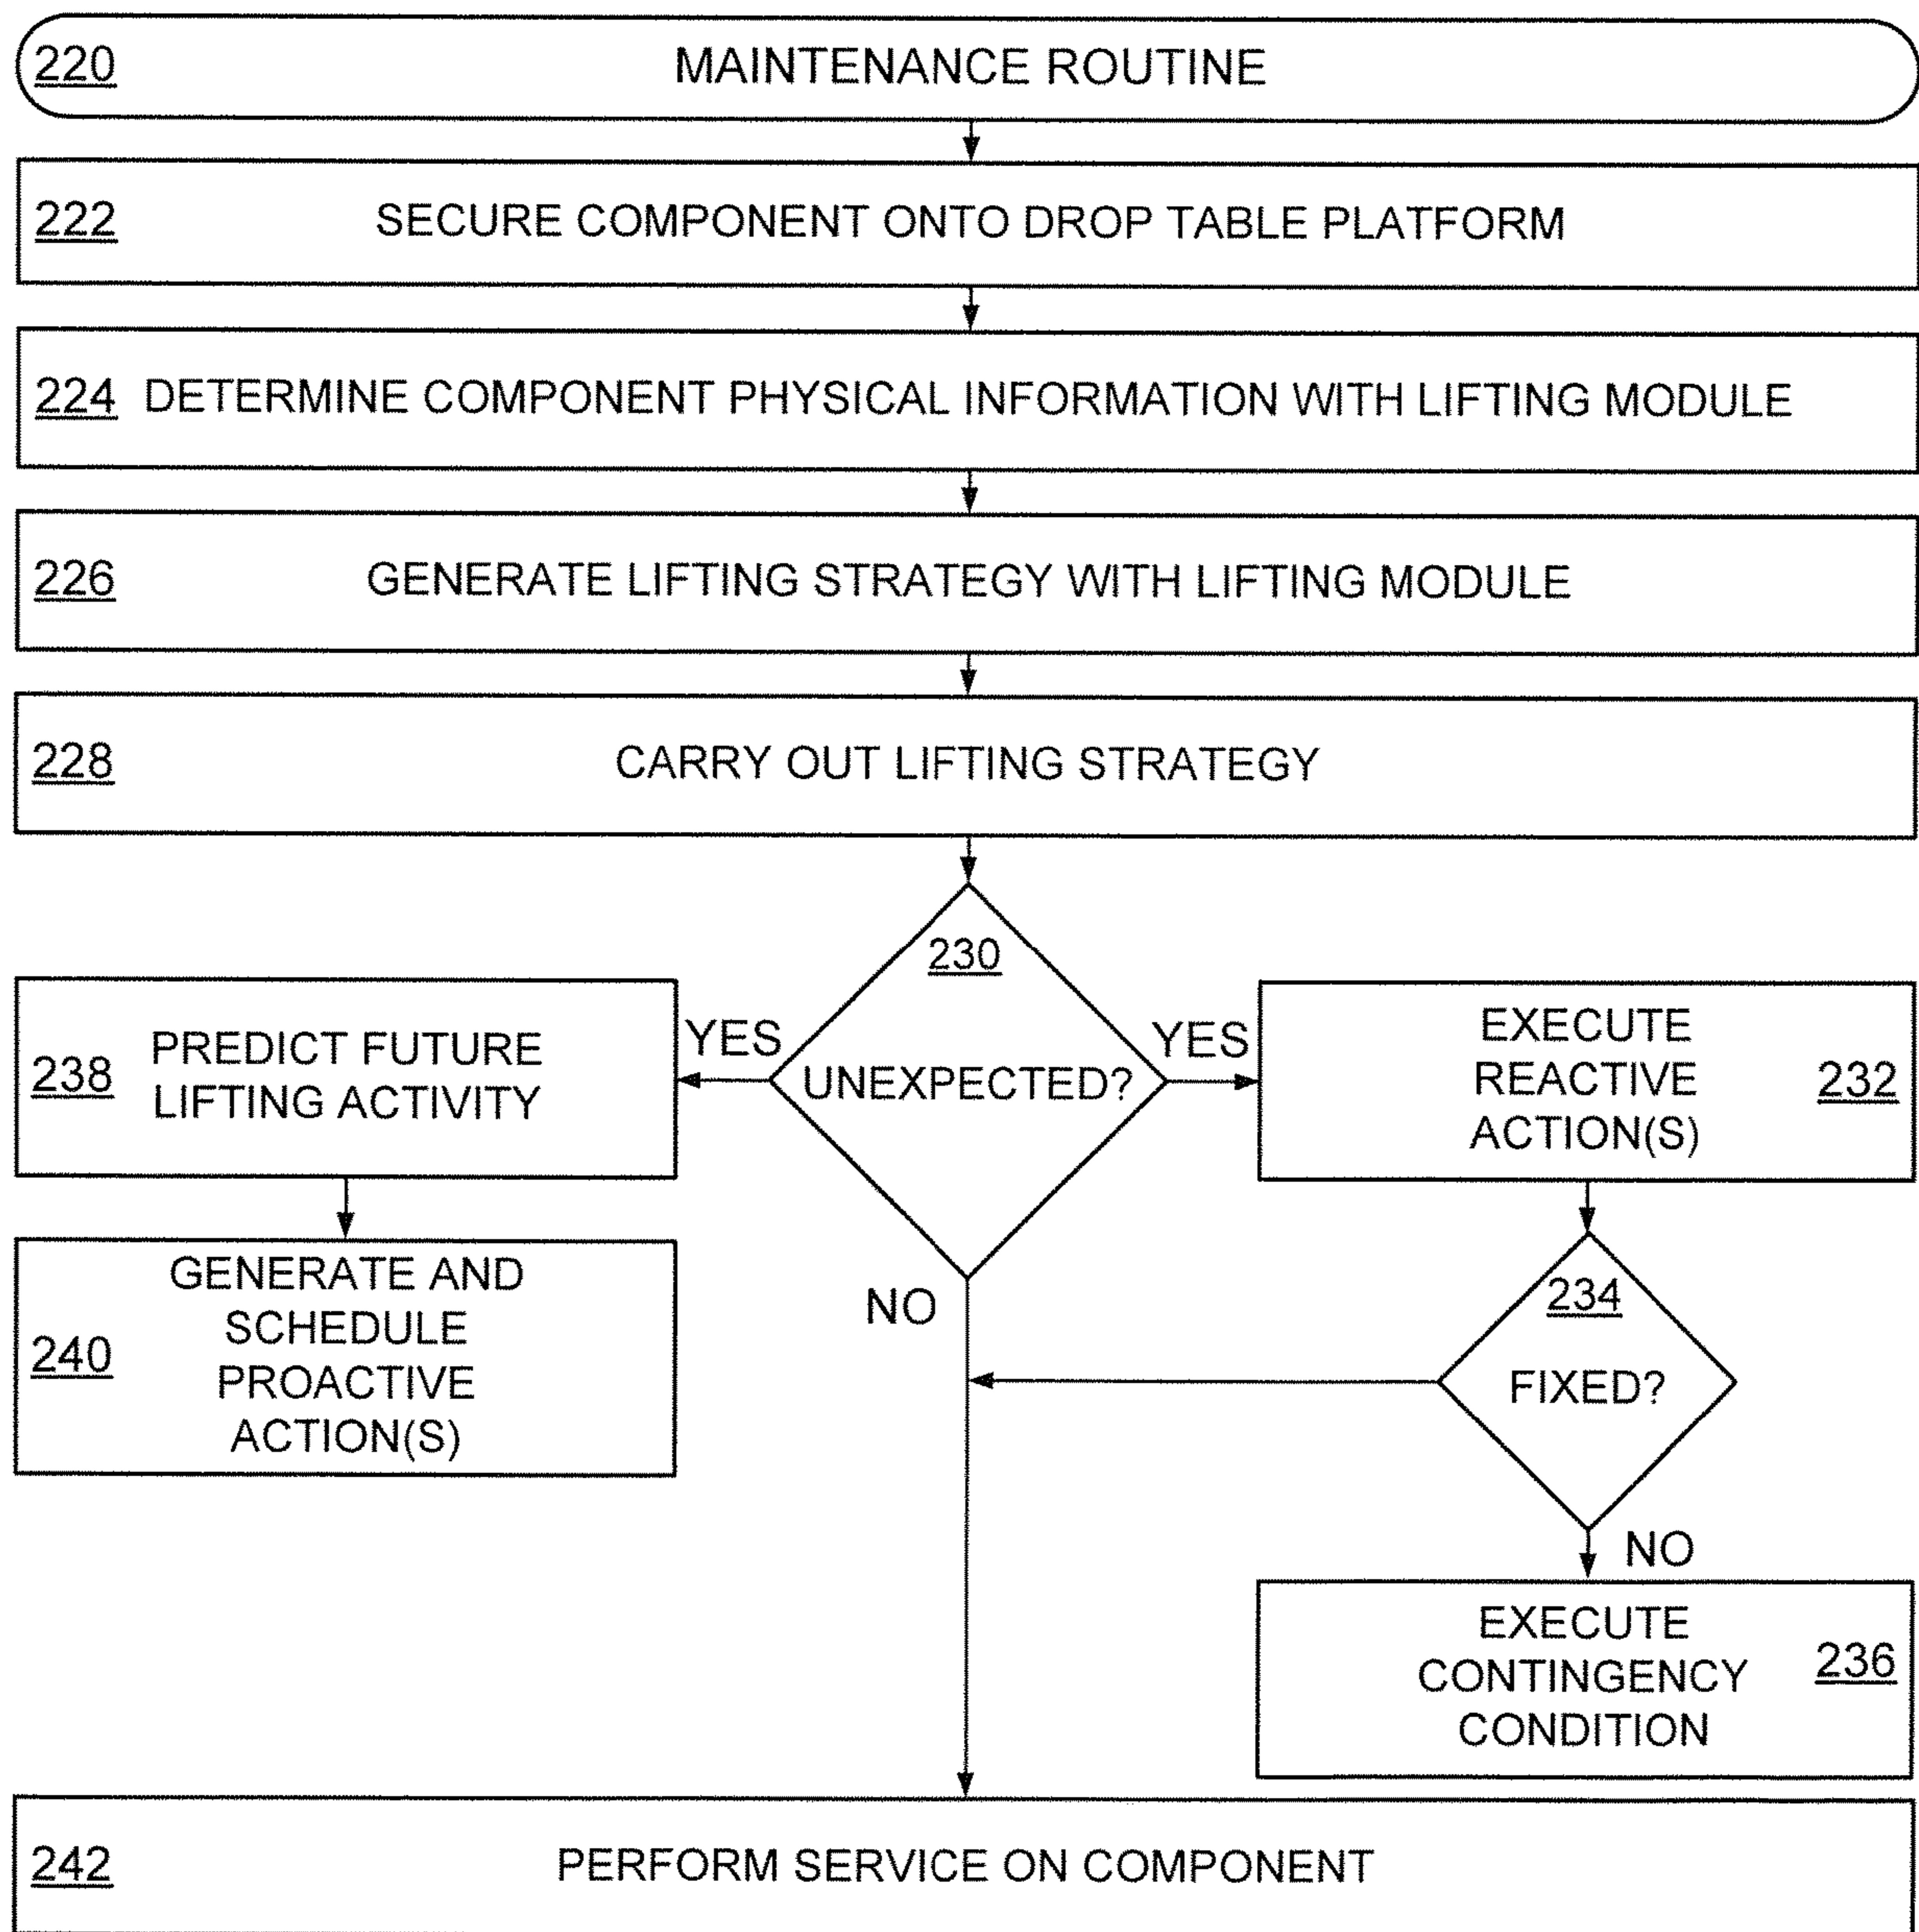 220 MAINTENANCE ROUTINE
222 SECURE COMPONENT ONTO DROP TABLE PLATFORM
224 DETERMINE COMPONENT PHYSICAL INFORMATION WITH LIFTING MODULE
226 GENERATE LIFTING STRATEGY WITH LIFTING MODULE
228 CARRY OUT LIFTING STRATEGY
230
UNEXPECTED?
YES
YES
NO
238
PREDICT FUTURE
LIFTING ACTIVITY
240
GENERATE AND
SCHEDULE
PROACTIVE
ACTION(S)
EXECUTE
REACTIVE
ACTION(S)
232
234
FIXED?
NO
EXECUTE
CONTINGENCY
CONDITION
236
242 PERFORM SERVICE ON COMPONENT